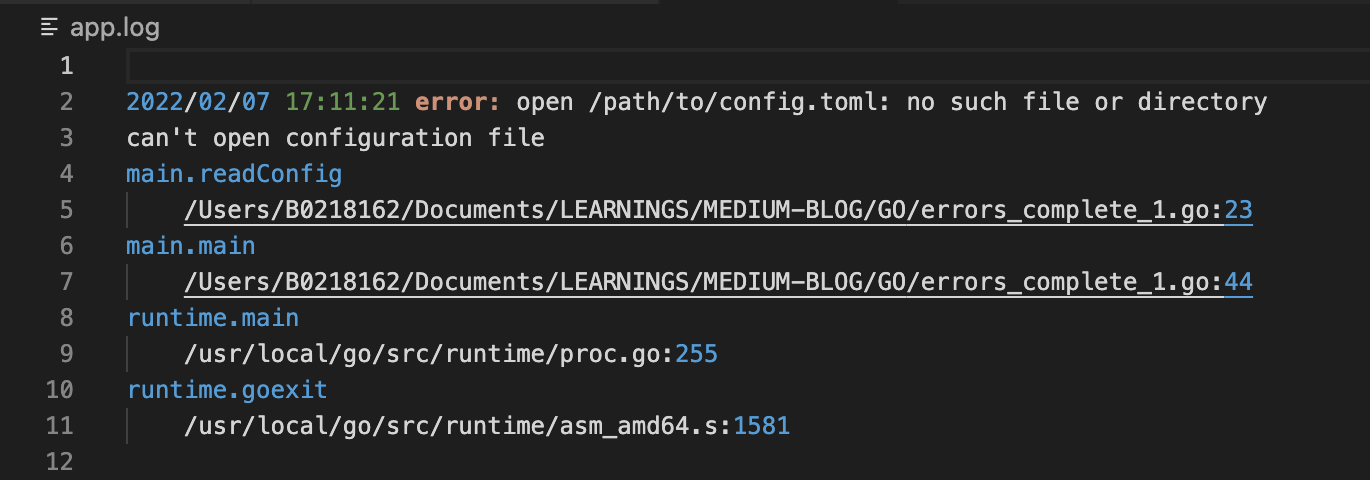 app.log
1
2 2022/02/07 17:11:21 error: open /path/to/config.toml: no such file or directory
3 can't open configuration file
4 main.readConfig
5 /Users/B0218162/Documents/LEARNINGS/MEDIUM-BLOG/GO/errors_complete_1.go:23
6 main.main
7 /Users/B0218162/Documents/LEARNINGS/MEDIUM-BLOG/GO/errors_complete_1.go:44
8 runtime.main
9 /usr/local/go/src/runtime/proc.go:255
10 runtime.goexit
11 /usr/local/go/src/runtime/asm_amd64.s:1581
12